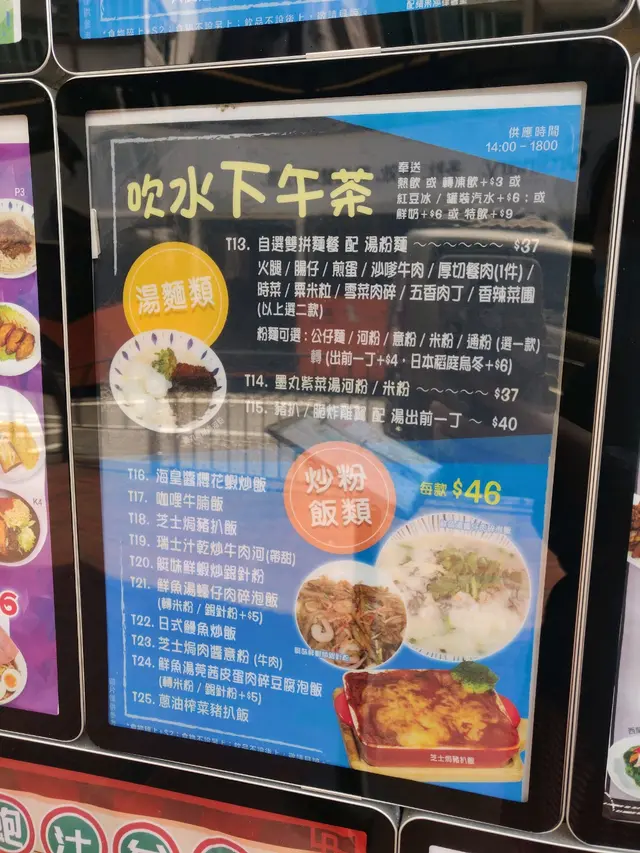 供應時間
14:00-1800
吹水下午茶
牽送
熱飲 或 轉凍飲+$3 或
紅豆冰 / 罐裝汽水+$6；或
鮮奶+$6 或 特飲+$9
湯麵類
T13. 自選雙拼麵餐 配 湯粉麵 ~~~~~~ $37
火腿 / 腸仔 / 煎蛋 / 沙嗲牛肉 / 厚切餐肉(1件) /
時菜 / 粟米粒 / 雪菜肉碎 / 五香肉丁 / 香辣菜圃
(以上選二款)
粉麵可選：公仔麵 / 河粉 / 意粉 / 米粉 / 通粉 (選一款)
轉 (出前一丁+$4，日本稻庭烏冬+$6)
T14. 墨丸紫菜湯河粉 / 米粉 ~~~~~ $37
T15. 豬扒 / 脆炸雞翼 配 湯出前一丁 ~ $40
炒粉
飯類
每款 $46
T16. 海皇醬櫻花蝦炒飯
T17. 咖哩牛腩飯
T18. 芝士焗豬扒飯
T19. 瑞士汁乾炒牛肉河(帶甜)
T20. 艇味鮮蝦炒銀針粉
T21. 鮮魚湯蠔仔肉碎泡飯
(轉米粉 / 銀針粉+$5)
T22. 日式鰻魚炒飯
T23. 芝士焗肉醬意粉 (牛肉)
T24. 鮮魚湯芫茜皮蛋肉碎豆腐泡飯
(轉米粉 / 銀針粉+$5)
T25. 蔥油榨菜豬扒飯
芝士焗豬扒飯
P3
K4